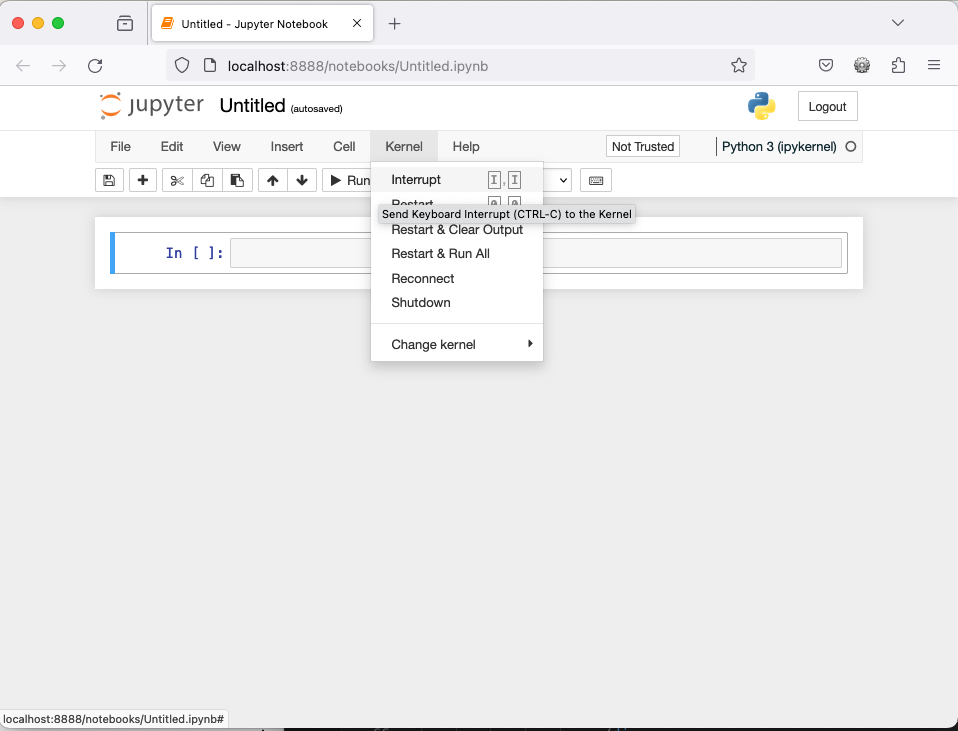 Untitled - Jupyter Notebook
localhost:8888/notebooks/Untitled.ipynb
jupyter Untitled (autosaved)
Logout
File Edit View Insert Cell Kernel Help Not Trusted Python 3 (ipykernel)
Run
Interrupt I,I
Restart 0,0
Send Keyboard Interrupt (CTRL-C) to the Kernel
Restart & Clear Output
In [ ]:
Restart & Run All
Reconnect
Shutdown
Change kernel
localhost:8888/notebooks/Untitled.ipynb#